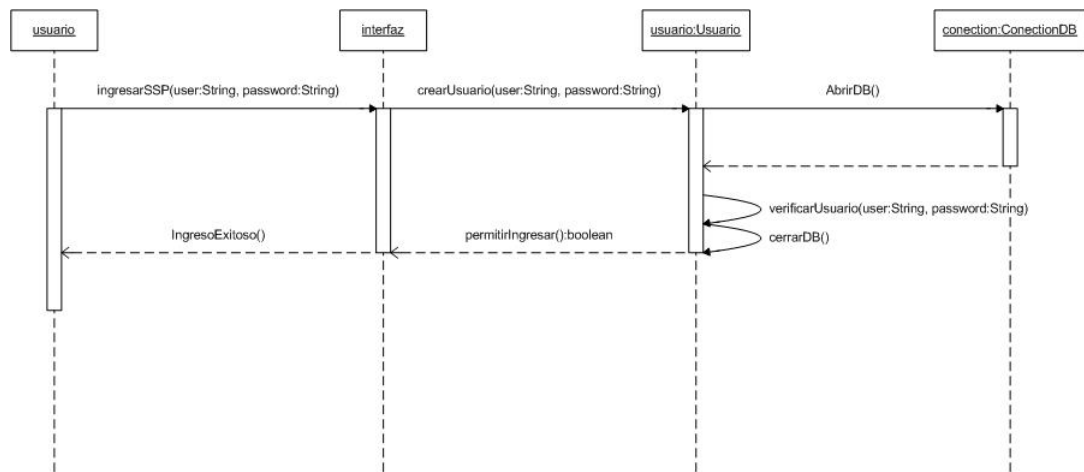 usuario
interfaz
usuario:Usuario
conection:ConectionDB
ingresarSSP(user:String, password:String)
crearUsuario(user:String, password:String)
AbrirDB()
verificarUsuario(user:String, password:String)
IngresoExitoso()
permitirIngresar():boolean
cerrarDB()